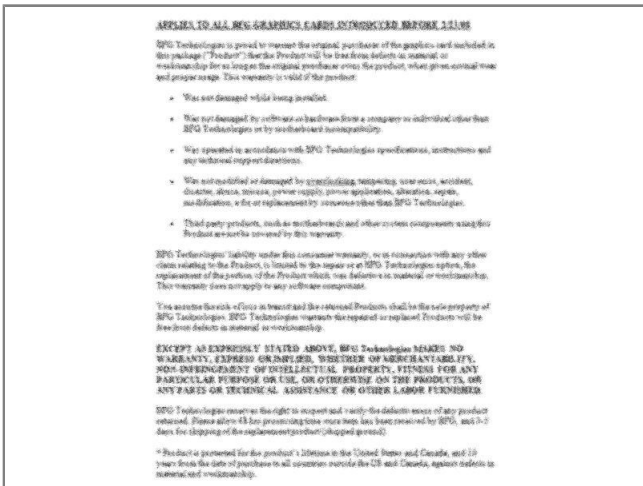 APPLIES TO ALL BFG GRAPHICS CARDS INTRODUCED BEFORE
BFG Technologies is proud to warrant the original purchaser of the graphics card included in
this package ("Product") that the Product will be free from defects in material or
workmanship for as long as the original purchaser owns the product, when given normal wear
and proper usage. This warranty is valid if the product:
• Was not damaged while being installed.
• Was not damaged by software or hardware from a company or individual other than
BFG Technologies or by motherboard incompatibility.
• Was operated in accordance with BFG Technologies specifications, instructions and
any technical support directions.
• Was not modified or damaged by overclocking, tampering, user error, accident,
disaster, abuse, misuse, power supply, power application, alteration, repair,
modification, or replacement by someone other than BFG Technologies.
• Third party products, such as motherboards and other system components using this
Product are not be covered by this warranty.
BFG Technologies' liability under this consumer warranty, or in connection with any other
claim relating to the Product, is limited to the repair or at BFG Technologies option, the
replacement of the portion of the Product which was defective in material or workmanship.
This warranty does not apply to any software component.
You assume the risk of loss in transit and the returned Products shall be the sole property of
BFG Technologies. BFG Technologies warrants the repaired or replaced Products will be
free from defects in material or workmanship.
EXCEPT AS EXPRESSLY STATED ABOVE, BFG Technologies MAKES NO
WARRANTY, EXPRESS OR IMPLIED, WHETHER OF MERCHANTABILITY,
NON-INFRINGEMENT OF INTELLECTUAL PROPERTY, FITNESS FOR ANY
PARTICULAR PURPOSE OR USE, OR OTHERWISE ON THE PRODUCTS, OR
ANY PARTS OR TECHNICAL ASSISTANCE OR OTHER LABOR FURNISHED.
BFG Technologies reserves the right to inspect and verify the defectiveness of any product
returned. Please allow 48 hrs processing time once item has been received by BFG, and 3-5
days for shipping of the replacement product (shipped ground).
* Product is protected for the product's lifetime in the United States and Canada, and 10
years from the date of purchase in all countries outside the US and Canada, against defects in
material and workmanship.